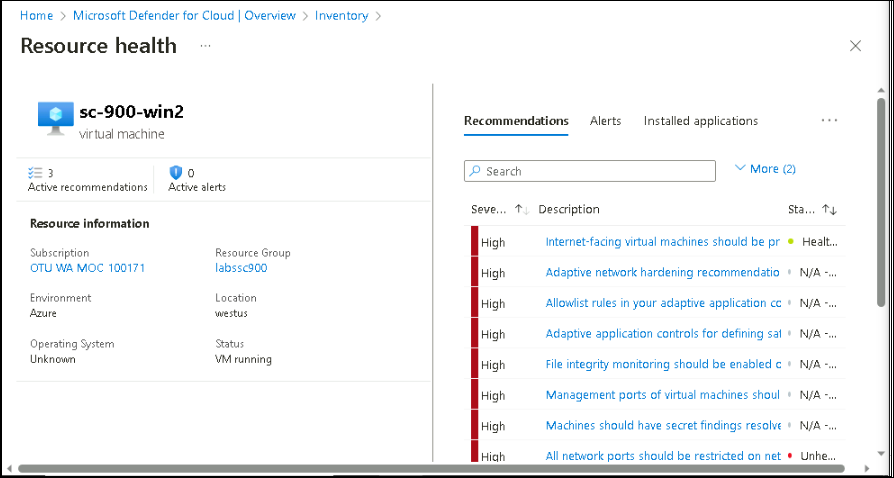 Home > Microsoft Defender for Cloud | Overview > Inventory >
Resource health ...
sc-900-win2
virtual machine
3
Active recommendations
0
Active alerts
Resource information
Subscription
OTU WA MOC 100171
Resource Group
labssc900
Environment
Azure
Location
westus
Operating System
Unknown
Status
VM running
Recommendations Alerts Installed applications ...
Search
More (2)
Seve... Description Sta...
High Internet-facing virtual machines should be pr Healt...
High Adaptive network hardening recommendatio N/A -...
High Allowlist rules in your adaptive application co N/A -...
High Adaptive application controls for defining saf N/A -...
High File integrity monitoring should be enabled o N/A -...
High Management ports of virtual machines shoul N/A -...
High Machines should have secret findings resolve N/A -...
High All network ports should be restricted on net Unhe...